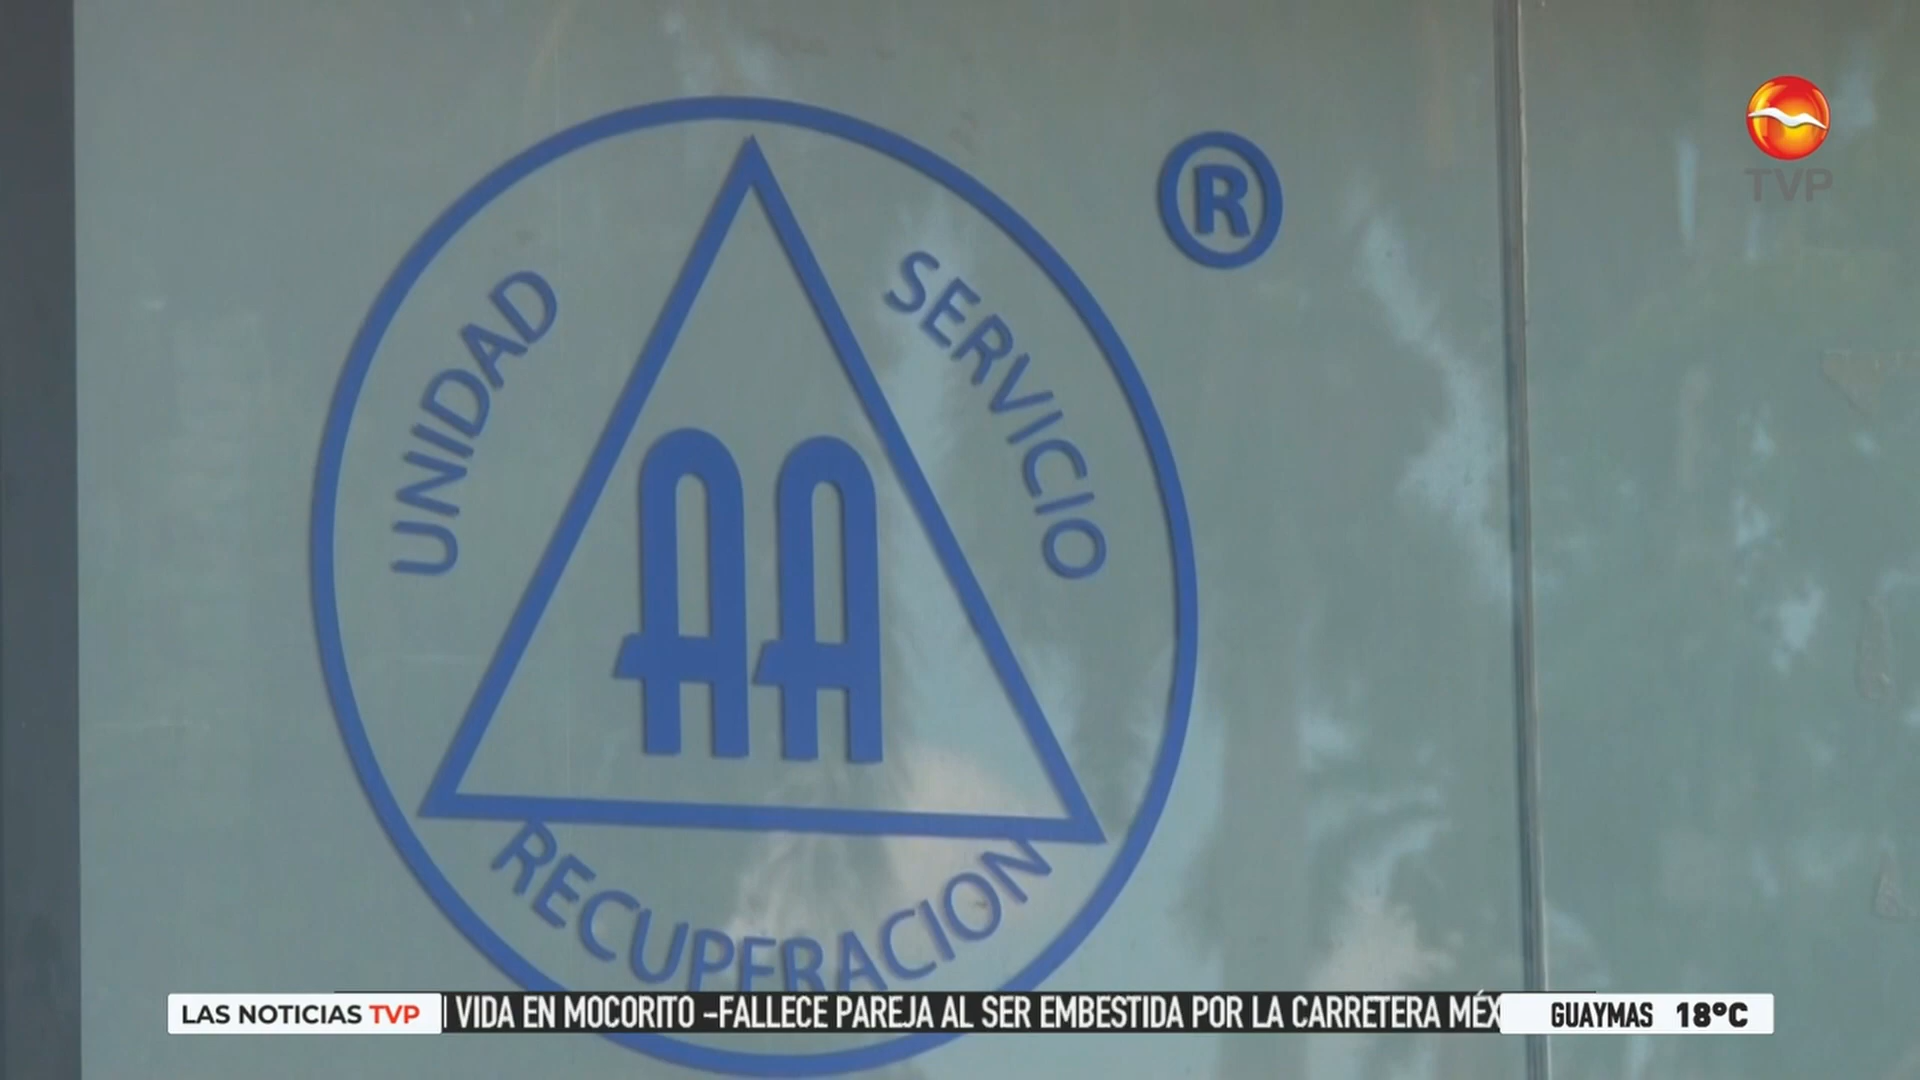 TVP
®
UNIDAD
SERVICIO
AA
RECUPERACION
LAS NOTICIAS TVP
VIDA EN MOCORITO –FALLECE PAREJA AL SER EMBESTIDA POR LA CARRETERA MÉX
GUAYMAS 18°C